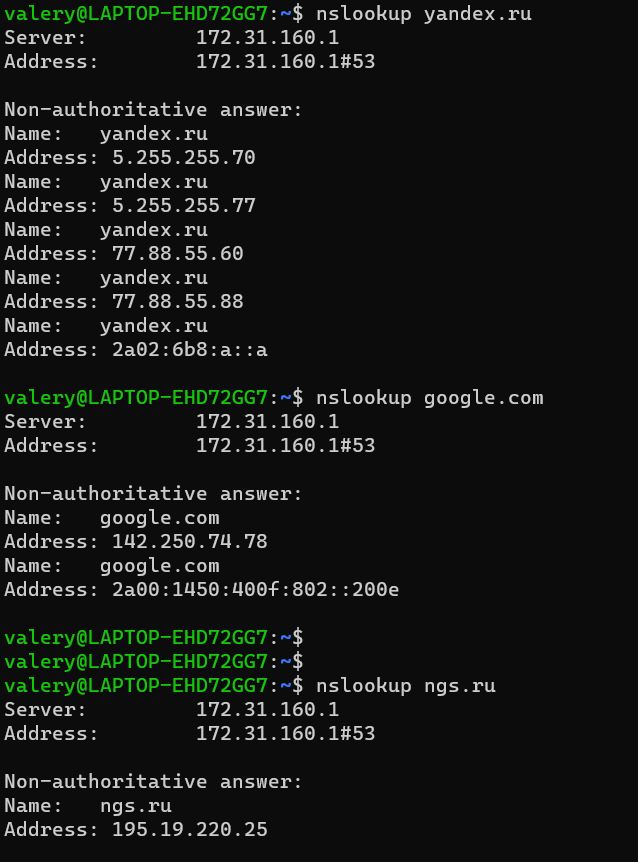 valery@LAPTOP-EHD72GG7:~$ nslookup yandex.ru
Server:         172.31.160.1
Address:        172.31.160.1#53
Non-authoritative answer:
Name:   yandex.ru
Address: 5.255.255.70
Name:   yandex.ru
Address: 5.255.255.77
Name:   yandex.ru
Address: 77.88.55.60
Name:   yandex.ru
Address: 77.88.55.88
Name:   yandex.ru
Address: 2a02:6b8:a::a
valery@LAPTOP-EHD72GG7:~$ nslookup google.com
Server:         172.31.160.1
Address:        172.31.160.1#53
Non-authoritative answer:
Name:   google.com
Address: 142.250.74.78
Name:   google.com
Address: 2a00:1450:400f:802::200e
valery@LAPTOP-EHD72GG7:~$
valery@LAPTOP-EHD72GG7:~$
valery@LAPTOP-EHD72GG7:~$ nslookup ngs.ru
Server:         172.31.160.1
Address:        172.31.160.1#53
Non-authoritative answer:
Name:   ngs.ru
Address: 195.19.220.25